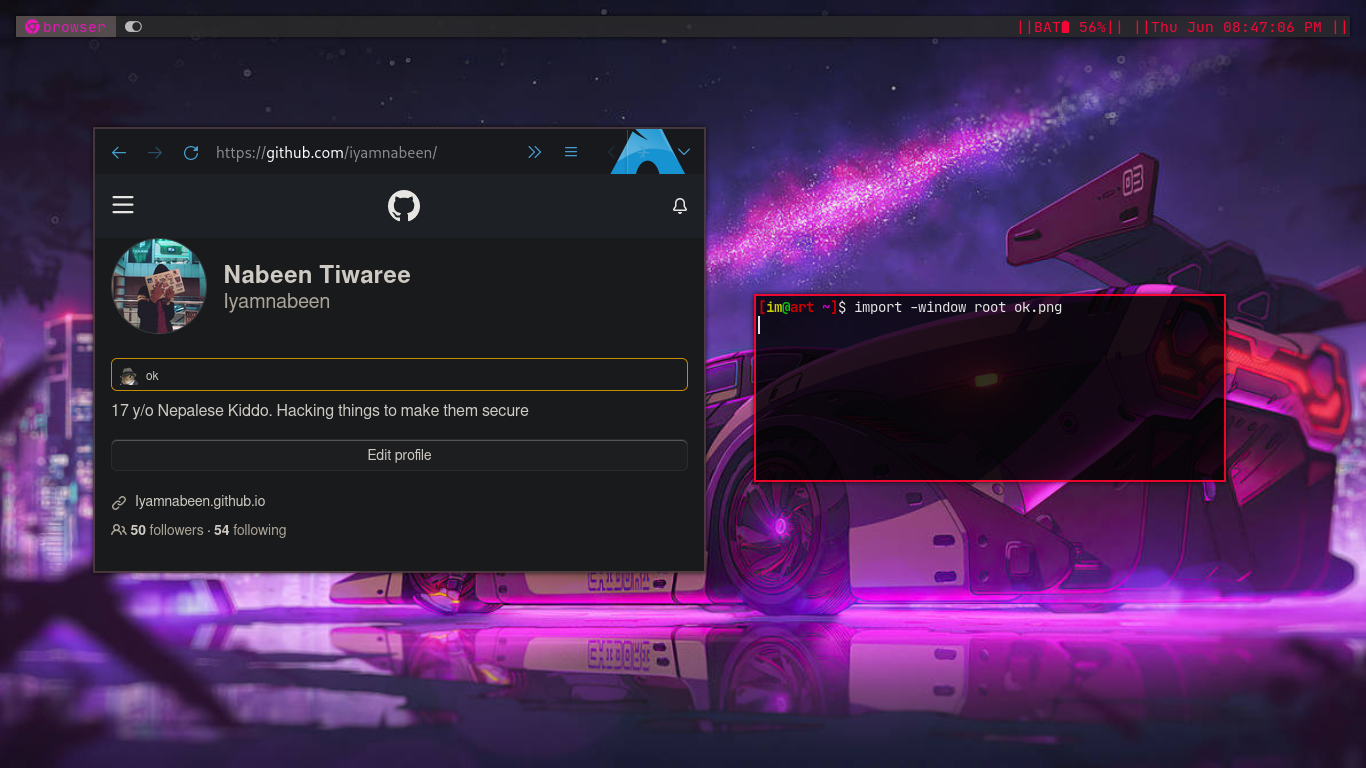 browser
||BAT 56%|| ||Thu Jun 08:47:06 PM ||
https://github.com/iyamnabeen/
Nabeen Tiwaree
Iyamnabeen
ok
17 y/o Nepalese Kiddo. Hacking things to make them secure
Edit profile
Iyamnabeen.github.io
50 followers · 54 following
03
[im@art ~]$ import -window root ok.png